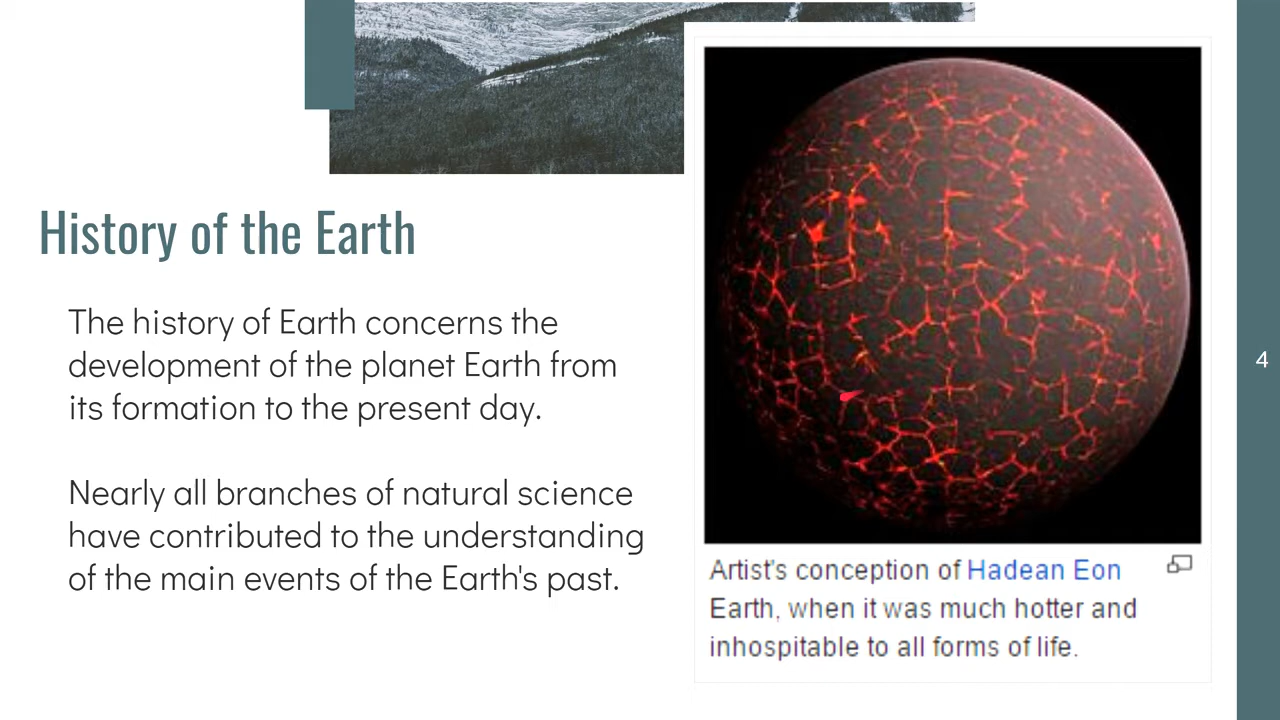 History of the Earth
The history of Earth concerns the
development of the planet Earth from
its formation to the present day.
Nearly all branches of natural science
have contributed to the understanding
of the main events of the Earth's past.
Artist's conception of Hadean Eon
Earth, when it was much hotter and
inhospitable to all forms of life.
4